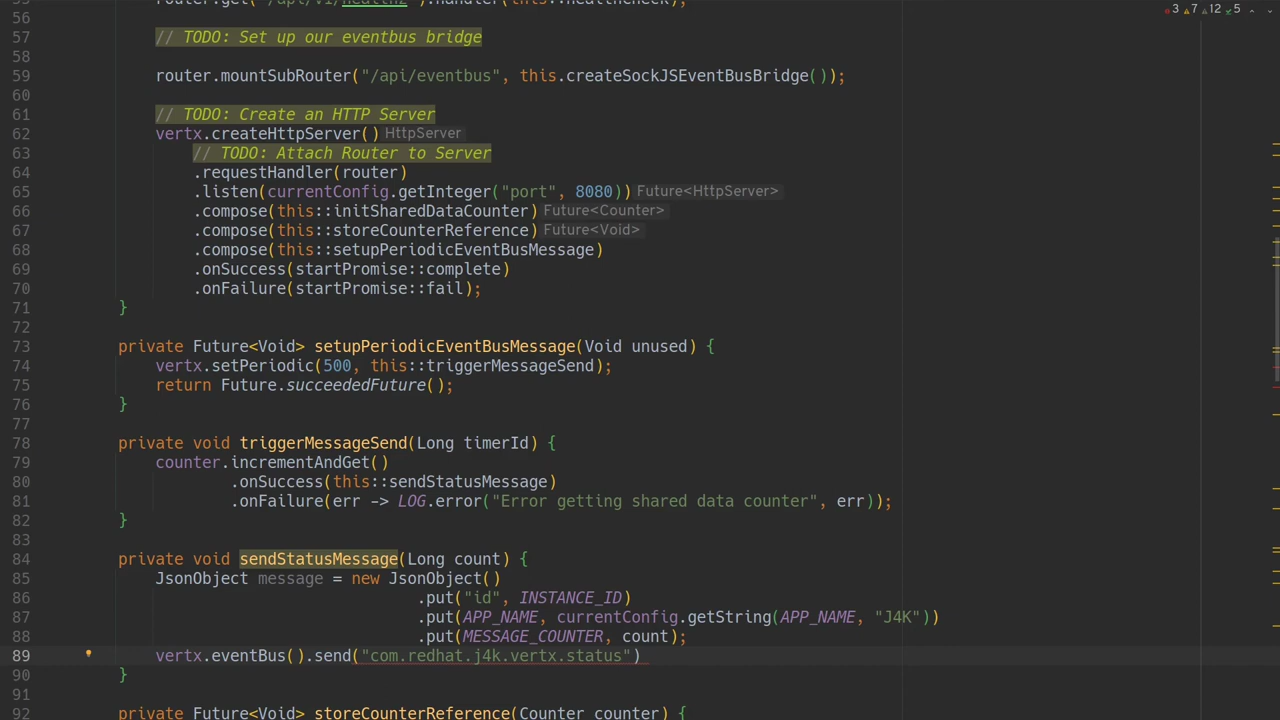 56
57 // TODO: Set up our eventbus bridge
58
59 router.mountSubRouter("/api/eventbus", this.createSockJSEventBusBridge());
60
61 // TODO: Create an HTTP Server
62 vertx.createHttpServer() HttpServer
63 // TODO: Attach Router to Server
64 .requestHandler(router)
65 .listen(currentConfig.getInteger("port", 8080)) Future<HttpServer>
66 .compose(this::initSharedDataCounter) Future<Counter>
67 .compose(this::storeCounterReference) Future<Void>
68 .compose(this::setupPeriodicEventBusMessage)
69 .onSuccess(startPromise::complete)
70 .onFailure(startPromise::fail);
71 }
72
73 private Future<Void> setupPeriodicEventBusMessage(Void unused) {
74 vertx.setPeriodic(500, this::triggerMessageSend);
75 return Future.succeededFuture();
76 }
77
78 private void triggerMessageSend(Long timerId) {
79 counter.incrementAndGet()
80 .onSuccess(this::sendStatusMessage)
81 .onFailure(err -> LOG.error("Error getting shared data counter", err));
82 }
83
84 private void sendStatusMessage(Long count) {
85 JsonObject message = new JsonObject()
86 .put("id", INSTANCE_ID)
87 .put(APP_NAME, currentConfig.getString(APP_NAME, "J4K"))
88 .put(MESSAGE_COUNTER, count);
89 vertx.eventBus().send("com.redhat.j4k.vertx.status")
90 }
91
92 private Future<Void> storeCounterReference(Counter counter) {
3 7 12 5